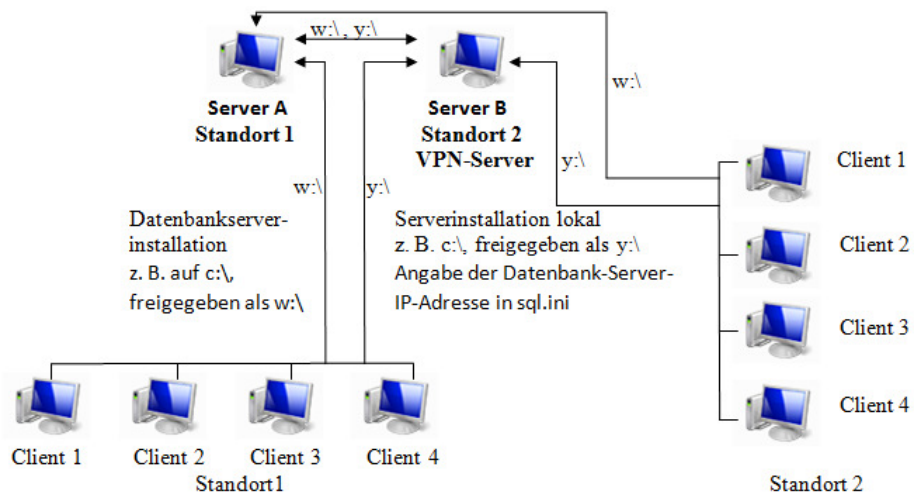 w:\ , y:\
Server A
Standort 1
Server B
Standort 2
VPN-Server
w:\
y:\
w:\
y:\
Datenbankserver-
installation
z. B. auf c:\,
freigegeben als w:\
Serverinstallation lokal
z. B. c:\, freigegeben als y:\
Angabe der Datenbank-Server-
IP-Adresse in sql.ini
Client 1
Client 2
Client 3
Client 4
Client 1
Client 2
Client 3
Client 4
Standort1
Standort 2